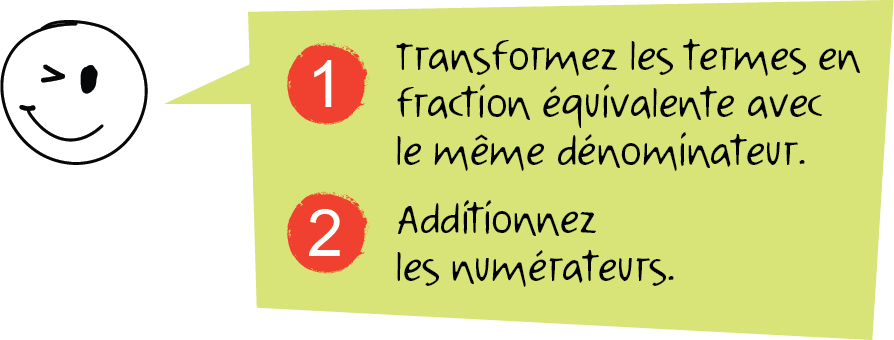 1 Transformez les termes en
fraction équivalente avec
le même dénominateur.
2 Additionnez
les numérateurs.